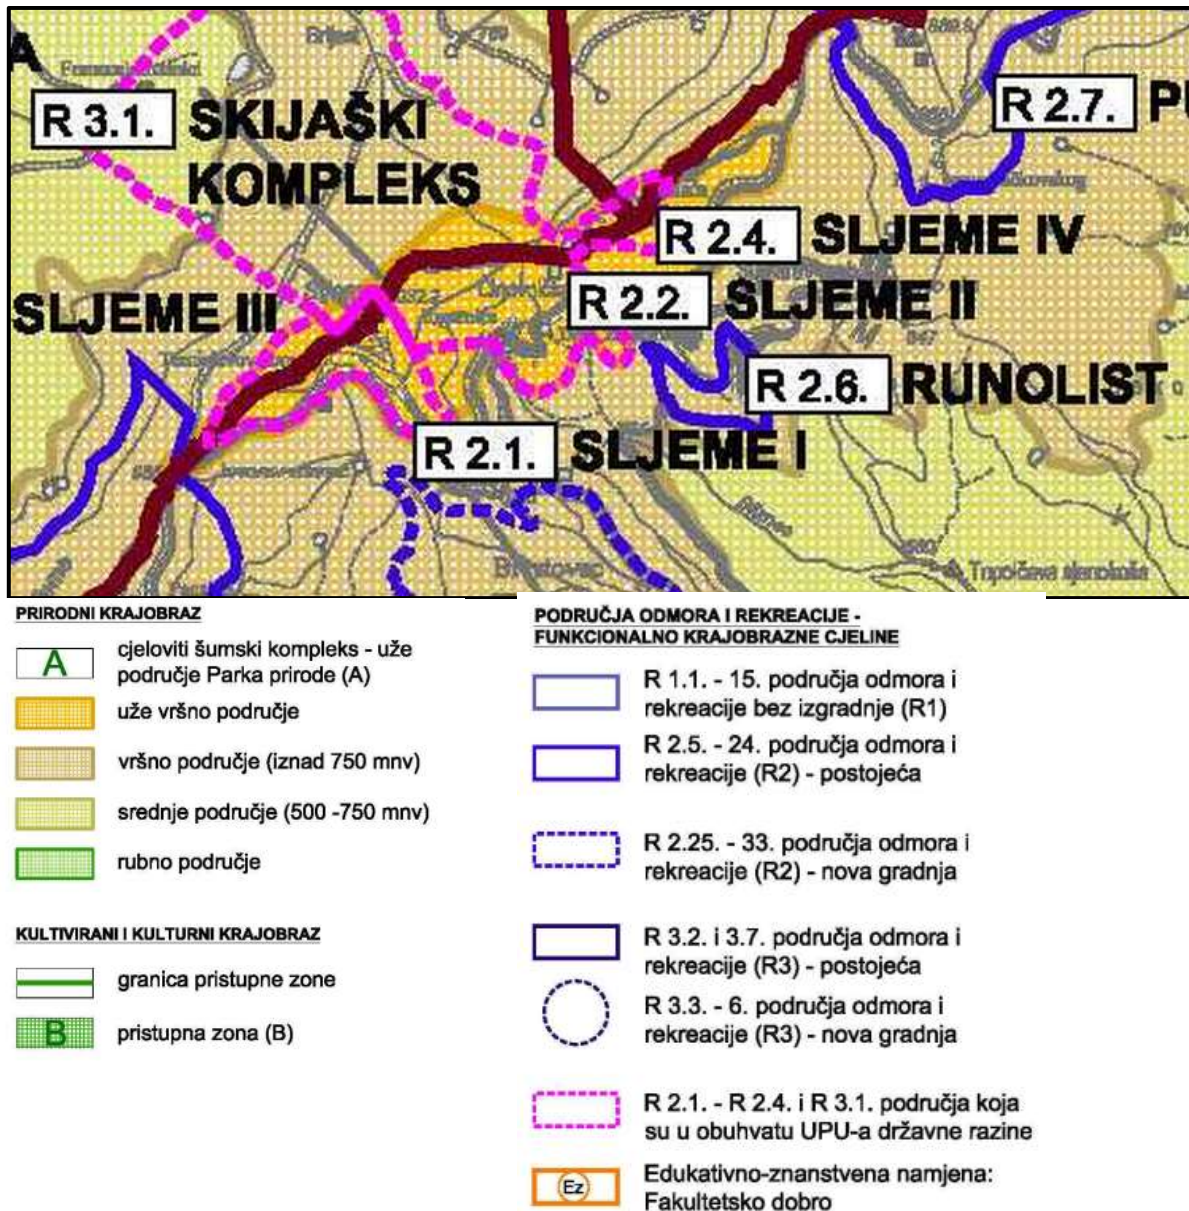 A
R 3.1. SKIJAŠKI
KOMPLEKS
R 2.7.
R 2.4. SLJEME IV
R 2.2. SLJEME II
SLJEME III
R 2.6. RUNOLIST
R 2.1. SLJEME I
PRIRODNI KRAJOBRAZ
A cjeloviti šumski kompleks - uže
područje Parka prirode (A)
uže vršno područje
vršno područje (iznad 750 mnv)
srednje područje (500 -750 mnv)
rubno područje
KULTIVIRANI I KULTURNI KRAJOBRAZ
granica pristupne zone
B pristupna zona (B)
PODRUČJA ODMORA I REKREACIJE -
FUNKCIONALNO KRAJOBRAZNE CJELINE
R 1.1. - 15. područja odmora i
rekreacije bez izgradnje (R1)
R 2.5. - 24. područja odmora i
rekreacije (R2) - postojeća
R 2.25. - 33. područja odmora i
rekreacije (R2) - nova gradnja
R 3.2. i 3.7. područja odmora i
rekreacije (R3) - postojeća
R 3.3. - 6. područja odmora i
rekreacije (R3) - nova gradnja
R 2.1. - R 2.4. i R 3.1. područja koja
su u obuhvatu UPU-a državne razine
Ez Edukativno-znanstvena namjena:
Fakultetsko dobro